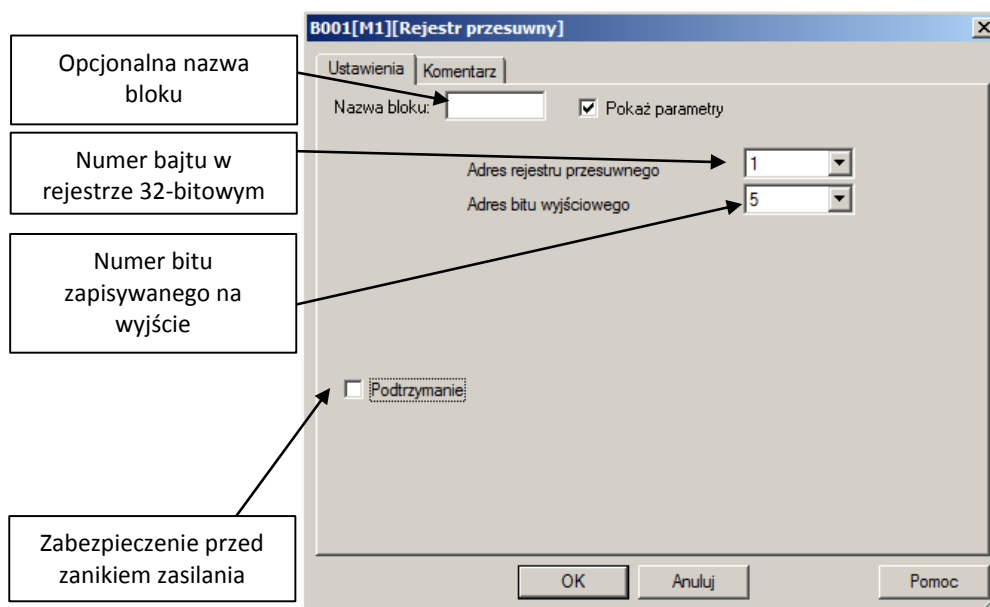 B001[M1][Rejestr przesuwny]
Opcjonalna nazwa
bloku
Ustawienia
Komentarz
Nazwa bloku:
Pokaż parametry
Numer bajtu w
rejestrze 32-bitowym
Adres rejestru przesuwnego
1
Adres bitu wyjściowego
5
Numer bitu
zapisywanego na
wyjście
Podtrzymanie
Zabezpieczenie przed
zanikiem zasilania
OK
Anuluj
Pomoc